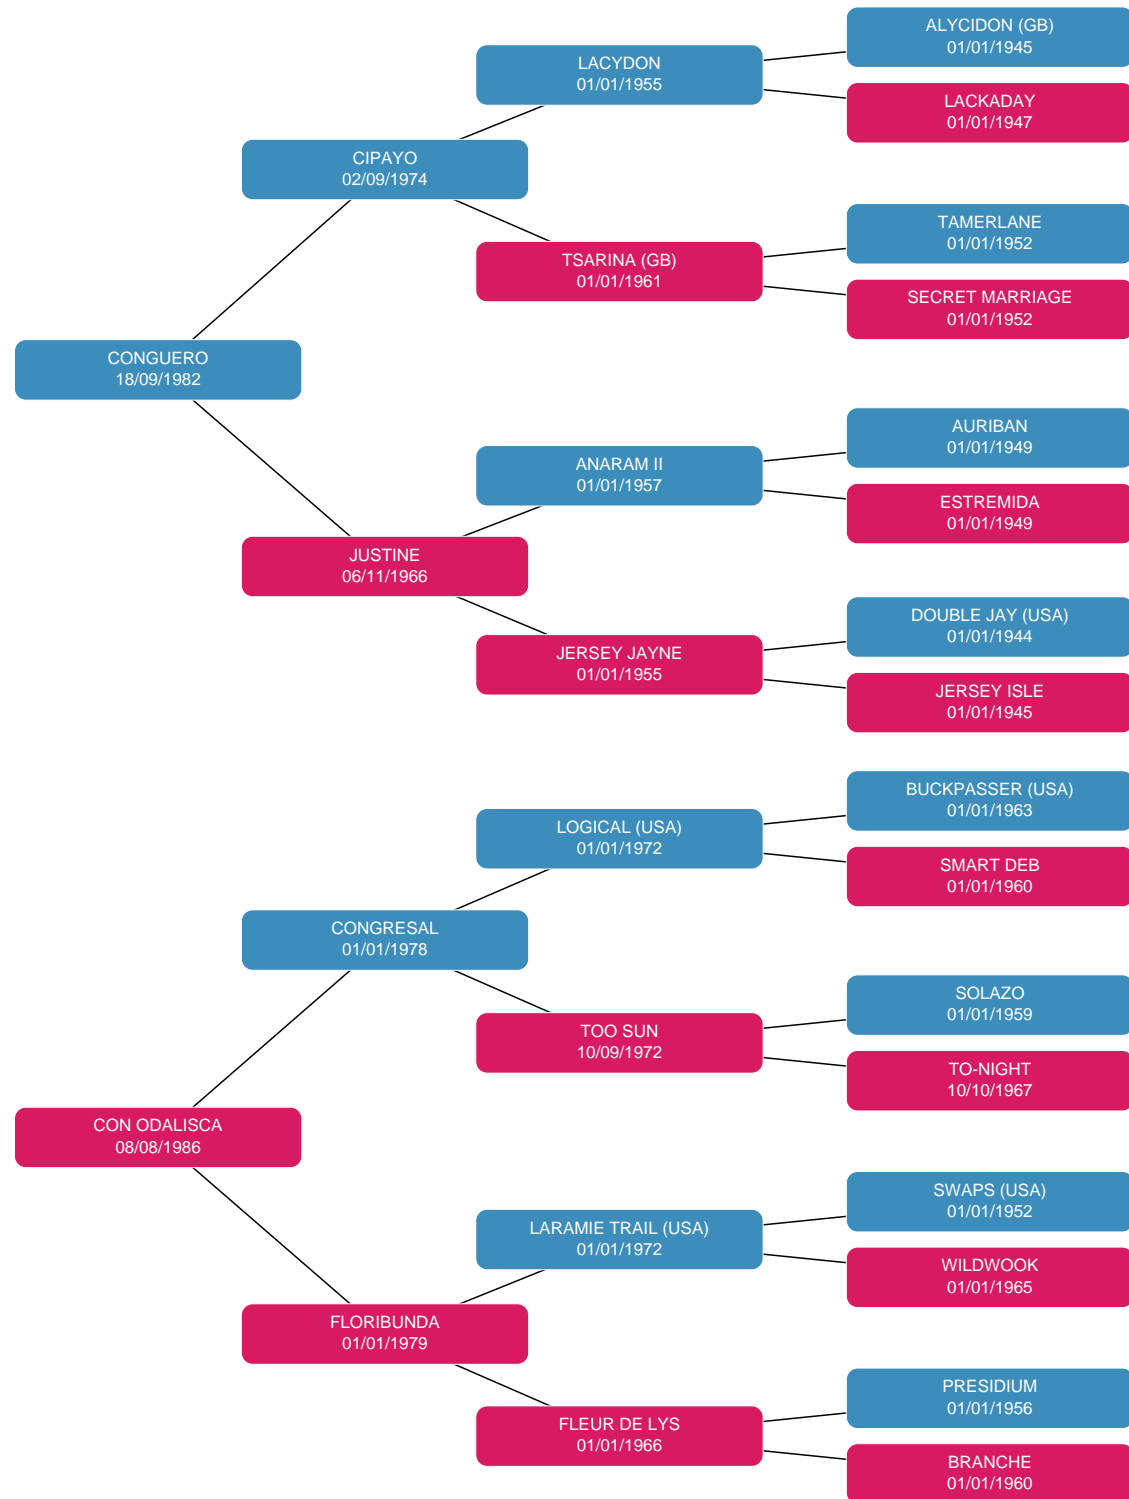 ALYCIDON (GB)
01/01/1945
LACYDON
01/01/1955
LACKADAY
01/01/1947
CIPAYO
02/09/1974
TAMERLANE
01/01/1952
TSARINA (GB)
01/01/1961
SECRET MARRIAGE
01/01/1952
CONGUERO
18/09/1982
AURIBAN
01/01/1949
ANARAM II
01/01/1957
ESTREMIDA
01/01/1949
JUSTINE
06/11/1966
DOUBLE JAY (USA)
01/01/1944
JERSEY JAYNE
01/01/1955
JERSEY ISLE
01/01/1945
BUCKPASSER (USA)
01/01/1963
LOGICAL (USA)
01/01/1972
SMART DEB
01/01/1960
CONGRESAL
01/01/1978
SOLAZO
01/01/1959
TOO SUN
10/09/1972
TO-NIGHT
10/10/1967
CON ODALISCA
08/08/1986
SWAPS (USA)
01/01/1952
LARAMIE TRAIL (USA)
01/01/1972
WILDWOOK
01/01/1965
FLORIBUNDA
01/01/1979
PRESIDIUM
01/01/1956
FLEUR DE LYS
01/01/1966
BRANCHE
01/01/1960